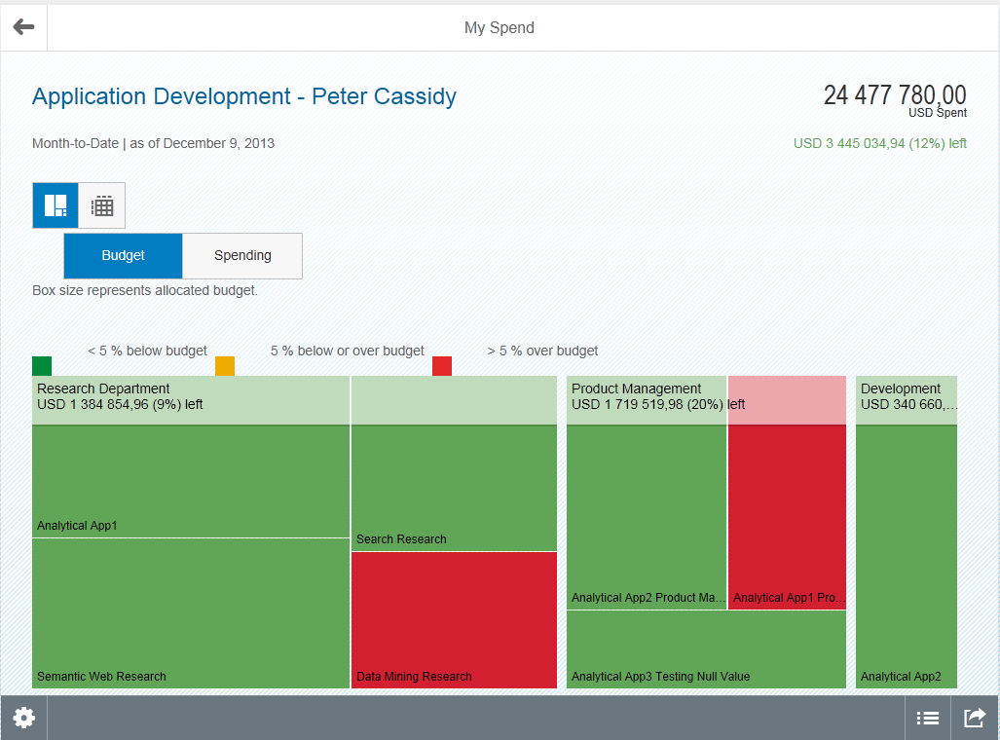 My Spend
Application Development - Peter Cassidy
24 477 780,00
USD Spent
Month-to-Date | as of December 9, 2013
USD 3 445 034,94 (12%) left
Budget
Spending
Box size represents allocated budget.
< 5 % below budget
5 % below or over budget
> 5 % over budget
Research Department
USD 1 384 854,96 (9%) left
Product Management
USD 1 719 519,98 (20%) left
Development
USD 340 660,...
Analytical App1
Search Research
Analytical App2 Product Ma...
Analytical App1 Pro...
Semantic Web Research
Data Mining Research
Analytical App3 Testing Null Value
Analytical App2